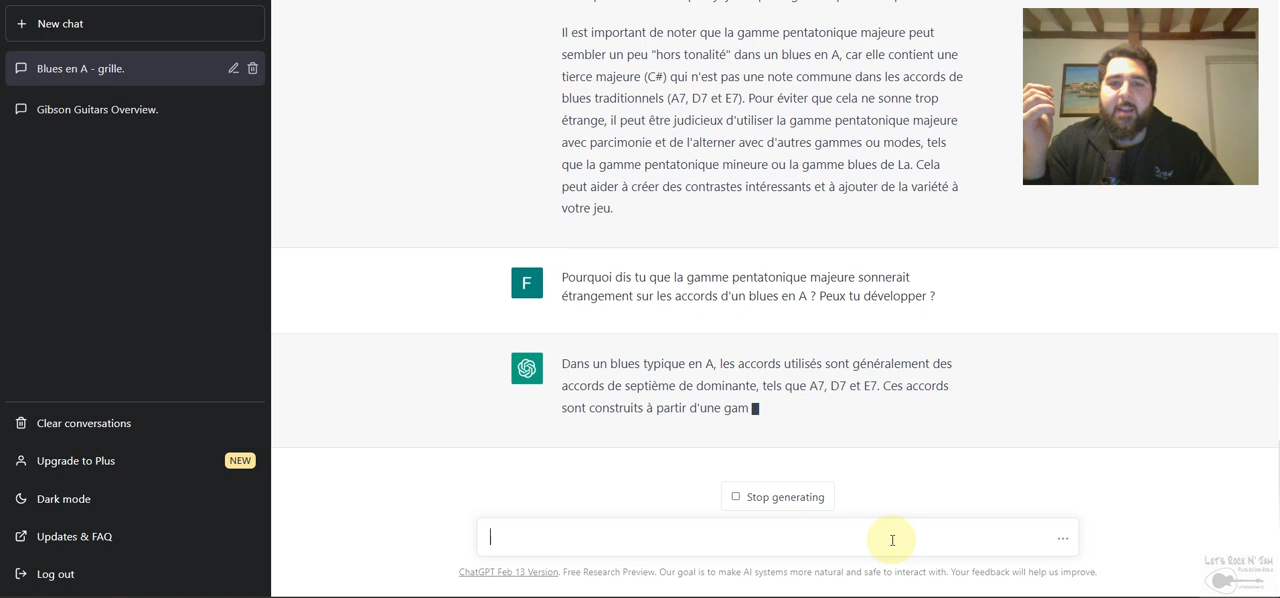 New chat
Blues en A - grille.
Gibson Guitars Overview.
Clear conversations
Upgrade to Plus
NEW
Dark mode
Updates & FAQ
Log out
Il est important de noter que la gamme pentatonique majeure peut
sembler un peu "hors tonalité" dans un blues en A, car elle contient une
tierce majeure (C#) qui n'est pas une note commune dans les accords de
blues traditionnels (A7, D7 et E7). Pour éviter que cela ne sonne trop
étrange, il peut être judicieux d'utiliser la gamme pentatonique majeure
avec parcimonie et de l'alterner avec d'autres gammes ou modes, tels
que la gamme pentatonique mineure ou la gamme blues de La. Cela
peut aider à créer des contrastes intéressants et à ajouter de la variété à
votre jeu.
F
Pourquoi dis tu que la gamme pentatonique majeure sonnerait
étrangement sur les accords d'un blues en A ? Peux tu développer ?
Dans un blues typique en A, les accords utilisés sont généralement des
accords de septième de dominante, tels que A7, D7 et E7. Ces accords
sont construits à partir d'une gam
Stop generating
ChatGPT Feb 13 Version. Free Research Preview. Our goal is to make AI systems more natural and safe to interact with. Your feedback will help us improve.
Let's Rock N' Jam